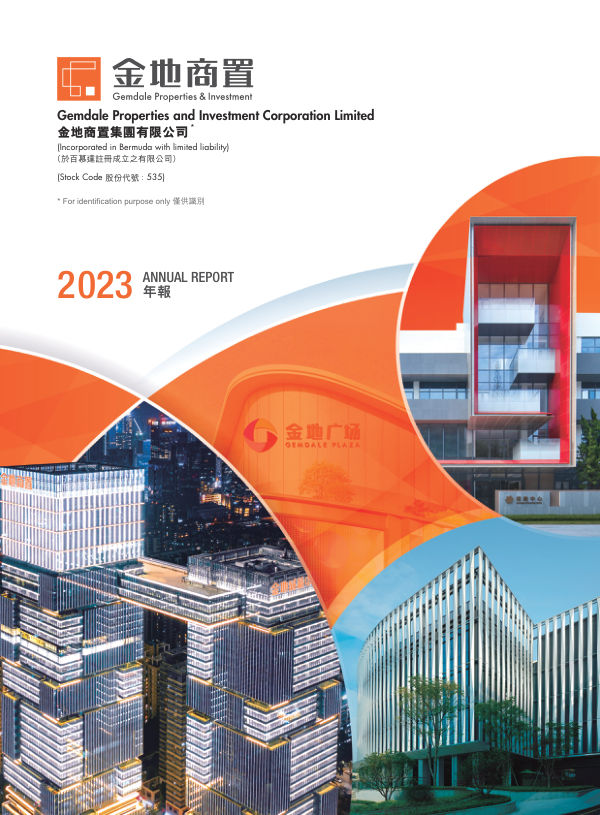 金地商置
Gemdale Properties & Investment
Gemdale Properties and Investment Corporation Limited
金地商置集團有限公司*
(Incorporated in Bermuda with limited liability)
(於百慕達註冊成立之有限公司)
(Stock Code 股份代號 : 535)
* For identification purpose only 僅供識別
2023 ANNUAL REPORT
年報
金地广场
GEMDALE PLAZA